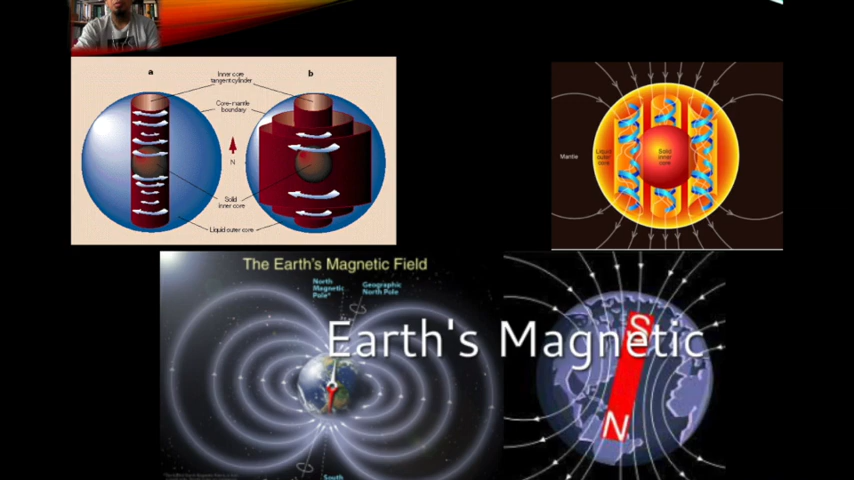 a
b
Inner core
tangent cylinder
Core-mantle
boundary
N
Solid
inner core
Liquid outer core
Mantle
Liquid
outer
core
Solid
inner
core
The Earth's Magnetic Field
North
Magnetic
Pole*
Geographic
North Pole
Earth's Magnetic
S
N
South